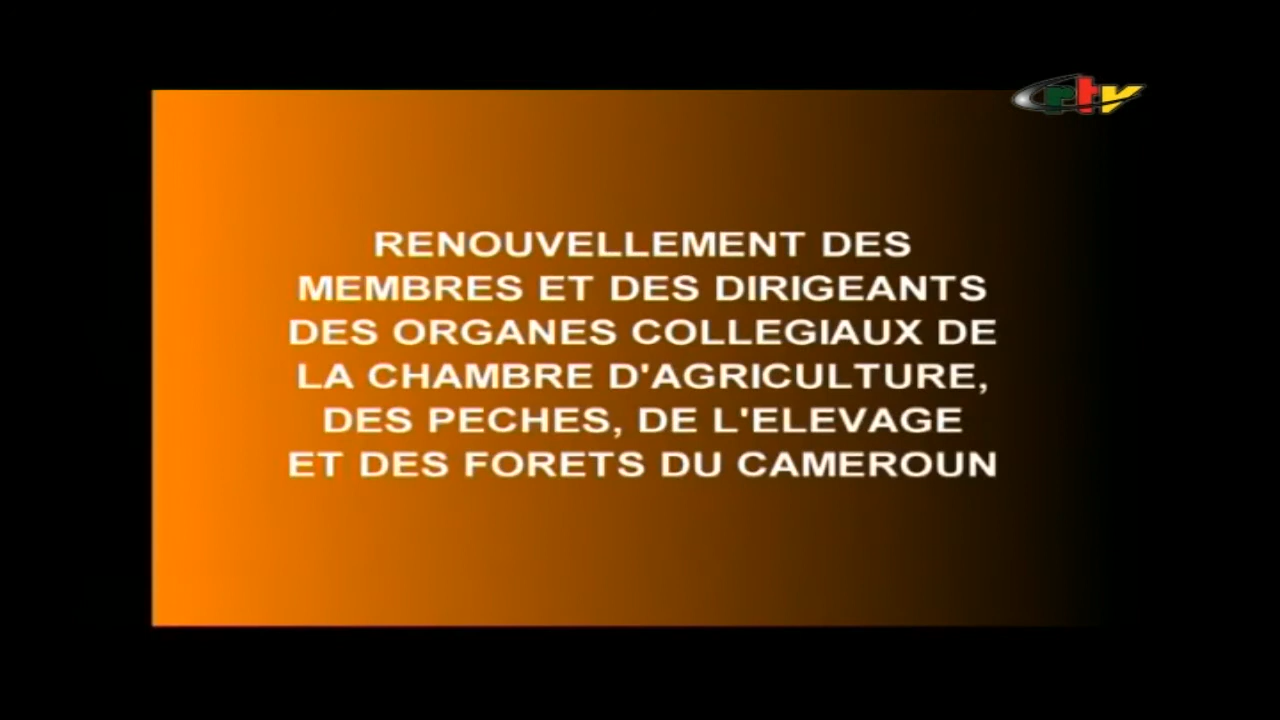 crtv
RENOUVELLEMENT DES
MEMBRES ET DES DIRIGEANTS
DES ORGANES COLLEGIAUX DE
LA CHAMBRE D'AGRICULTURE,
DES PECHES, DE L'ELEVAGE
ET DES FORETS DU CAMEROUN